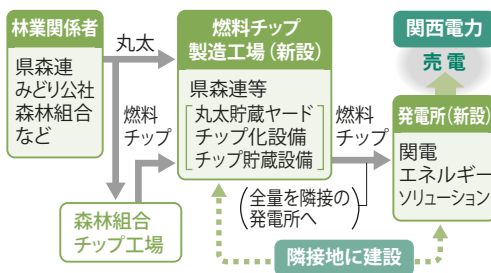 林業関係者
県森連
みどり公社
森林組合
など
丸太
燃料
チップ
森林組合
チップ工場
燃料チップ
製造工場(新設)
県森連等
丸太貯蔵ヤード
チップ化設備
チップ貯蔵設備
燃料
チップ
(全量を隣接の
発電所へ)
関西電力
売電
発電所(新設)
関電
エネルギー
ソリューション
隣接地に建設